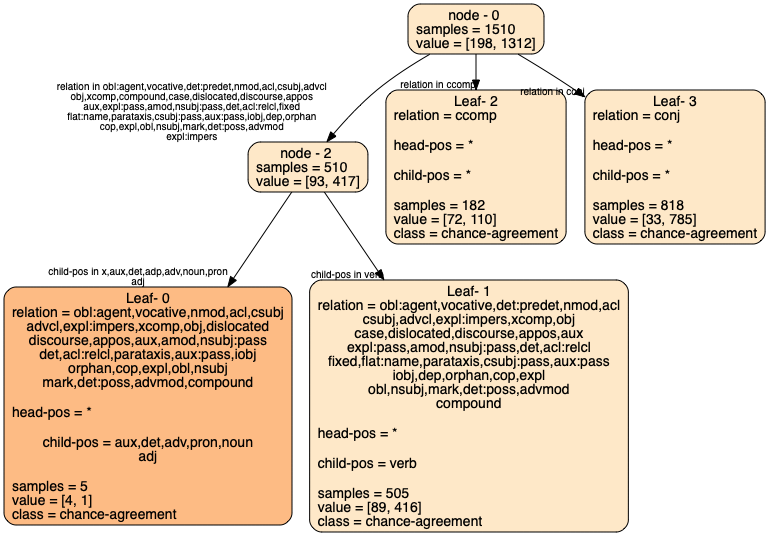 node - 0
samples = 1510
value = [198, 1312]
relation in obl:agent,vocative,det:predet,nmod,acl,csubj,advcl
obj,xcomp,compound,case,dislocated,discourse,appos
aux,expl:pass,amod,nsubj:pass,det,acl:relcl,fixed
flat:name,parataxis,csubj:pass,aux:pass,iobj,dep,orphan
cop,expl,obl,nsubj,mark,det:poss,advmod
expl:impers
relation in ccomp
relation in conj
node - 2
samples = 510
value = [93, 417]
Leaf- 2
relation = ccomp
head-pos = *
child-pos = *
samples = 182
value = [72, 110]
class = chance-agreement
Leaf- 3
relation = conj
head-pos = *
child-pos = *
samples = 818
value = [33, 785]
class = chance-agreement
child-pos in x,aux,det,adp,adv,noun,pron
adj
child-pos in verb
Leaf- 0
relation = obl:agent,vocative,nmod,acl,csubj
advcl,expl:impers,xcomp,obj,dislocated
discourse,appos,aux,amod,nsubj:pass
det,acl:relcl,parataxis,aux:pass,iobj
orphan,cop,expl,obl,nsubj
mark,det:poss,advmod,compound
head-pos = *
child-pos = aux,det,adv,pron,noun
adj
samples = 5
value = [4, 1]
class = chance-agreement
Leaf- 1
relation = obl:agent,vocative,det:predet,nmod,acl
csubj,advcl,expl:impers,xcomp,obj
case,dislocated,discourse,appos,aux
expl:pass,amod,nsubj:pass,det,acl:relcl
fixed,flat:name,parataxis,csubj:pass,aux:pass
iobj,dep,orphan,cop,expl
obl,nsubj,mark,det:poss,advmod
compound
head-pos = *
child-pos = verb
samples = 505
value = [89, 416]
class = chance-agreement